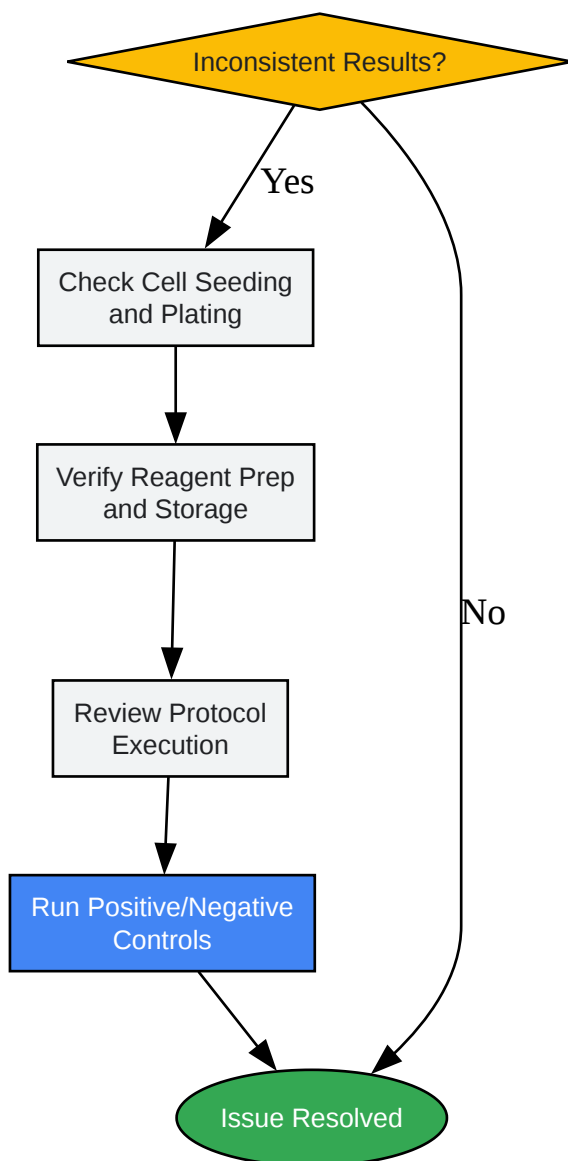 Inconsistent Results?
Yes
Check Cell Seeding
and Plating
Verify Reagent Prep
and Storage
No
Review Protocol
Execution
Run Positive/Negative
Controls
Issue Resolved